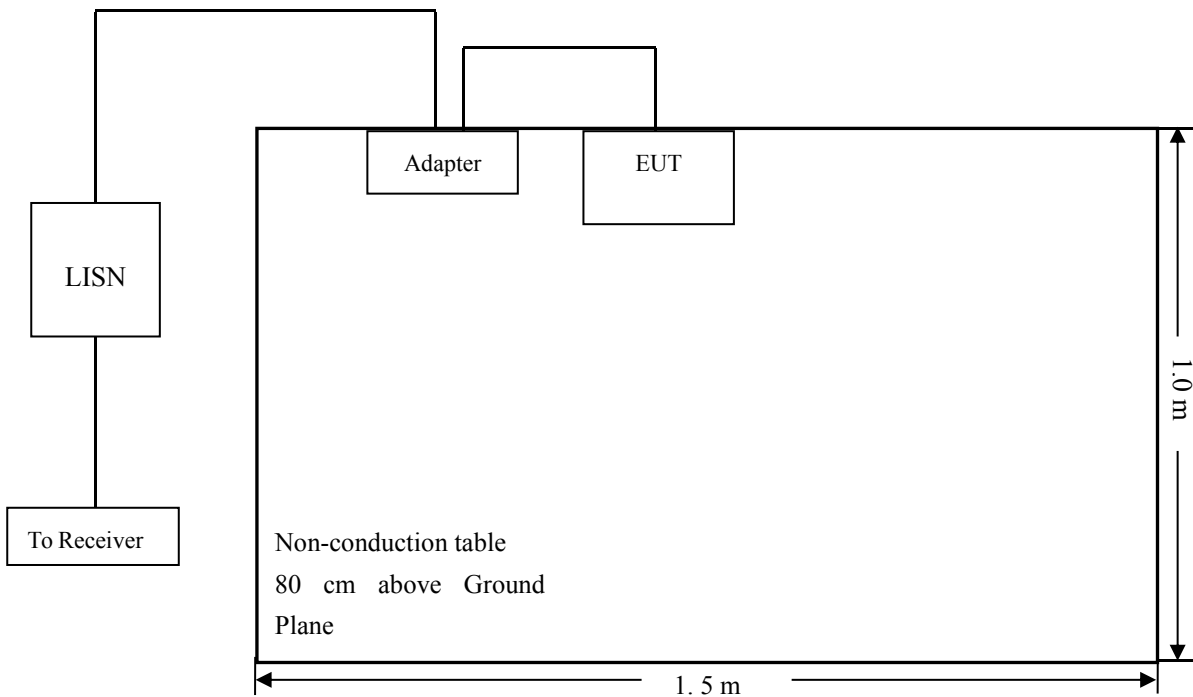 Adapter
EUT
LISN
1.0 m
To Receiver
Non-conduction table
80 cm above Ground
Plane
1. 5 m